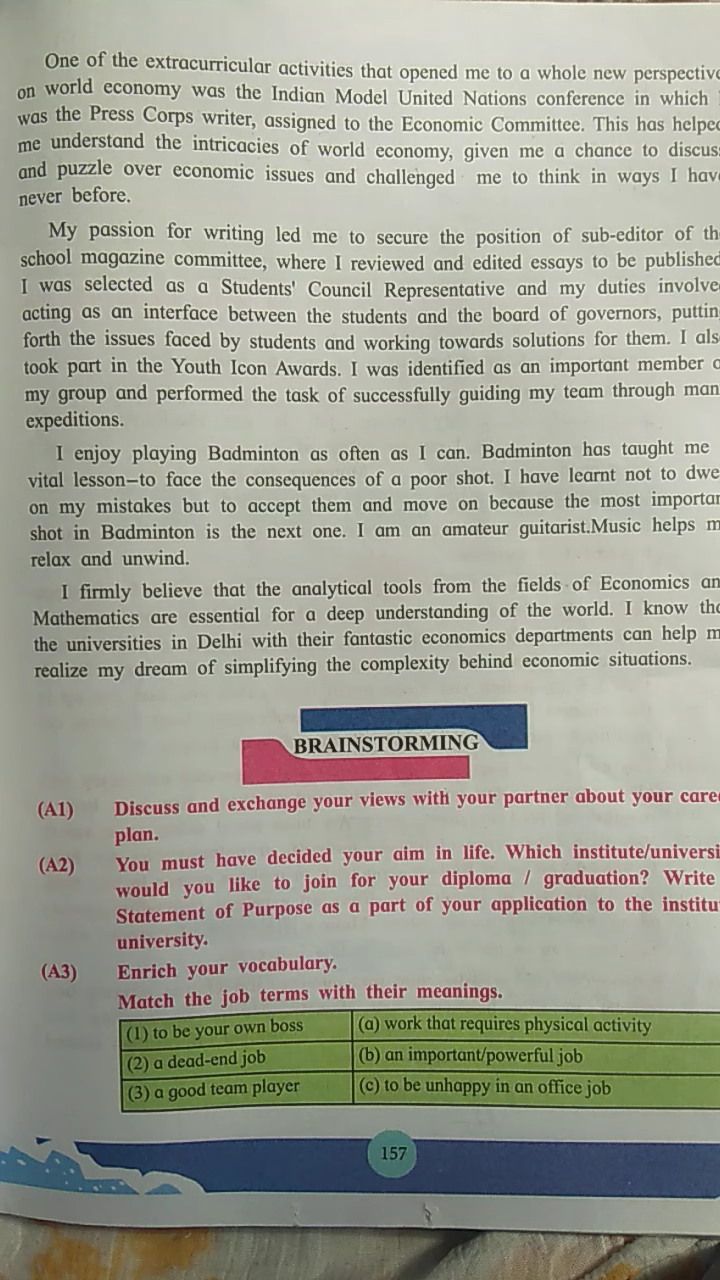 One of the extracurricular activities that opened me to a whole new perspective
on world economy was the Indian Model United Nations conference in which
was the Press Corps writer, assigned to the Economic Committee. This has helped
me understand the intricacies of world economy, given me a chance to discus
and puzzle over economic issues and challenged me to think in ways I hav
never before.
My passion for writing led me to secure the position of sub-editor of th
school magazine committee, where I reviewed and edited essays to be published
I was selected as a Students' Council Representative and my duties involve
acting as an interface between the students and the board of governors, puttin
forth the issues faced by students and working towards solutions for them. I als
took part in the Youth Icon Awards. I was identified as an important member o
my group and performed the task of successfully guiding my team through man
expeditions.
I enjoy playing Badminton as often as I can. Badminton has taught me
vital lesson–to face the consequences of a poor shot. I have learnt not to dwe
on my mistakes but to accept them and move on because the most importan
shot in Badminton is the next one. I am an amateur guitarist.Music helps m
relax and unwind.
I firmly believe that the analytical tools from the fields of Economics an
Mathematics are essential for a deep understanding of the world. I know tha
the universities in Delhi with their fantastic economics departments can help m
realize my dream of simplifying the complexity behind economic situations.
BRAINSTORMING
(A1) Discuss and exchange your views with your partner about your care
plan.
(A2) You must have decided your aim in life. Which institute/universi
would you like to join for your diploma / graduation? Write
Statement of Purpose as a part of your application to the institu
university.
(A3) Enrich your vocabulary.
Match the job terms with their meanings.
(1) to be your own boss (a) work that requires physical activity
(2) a dead-end job (b) an important/powerful job
(3) a good team player (c) to be unhappy in an office job
157